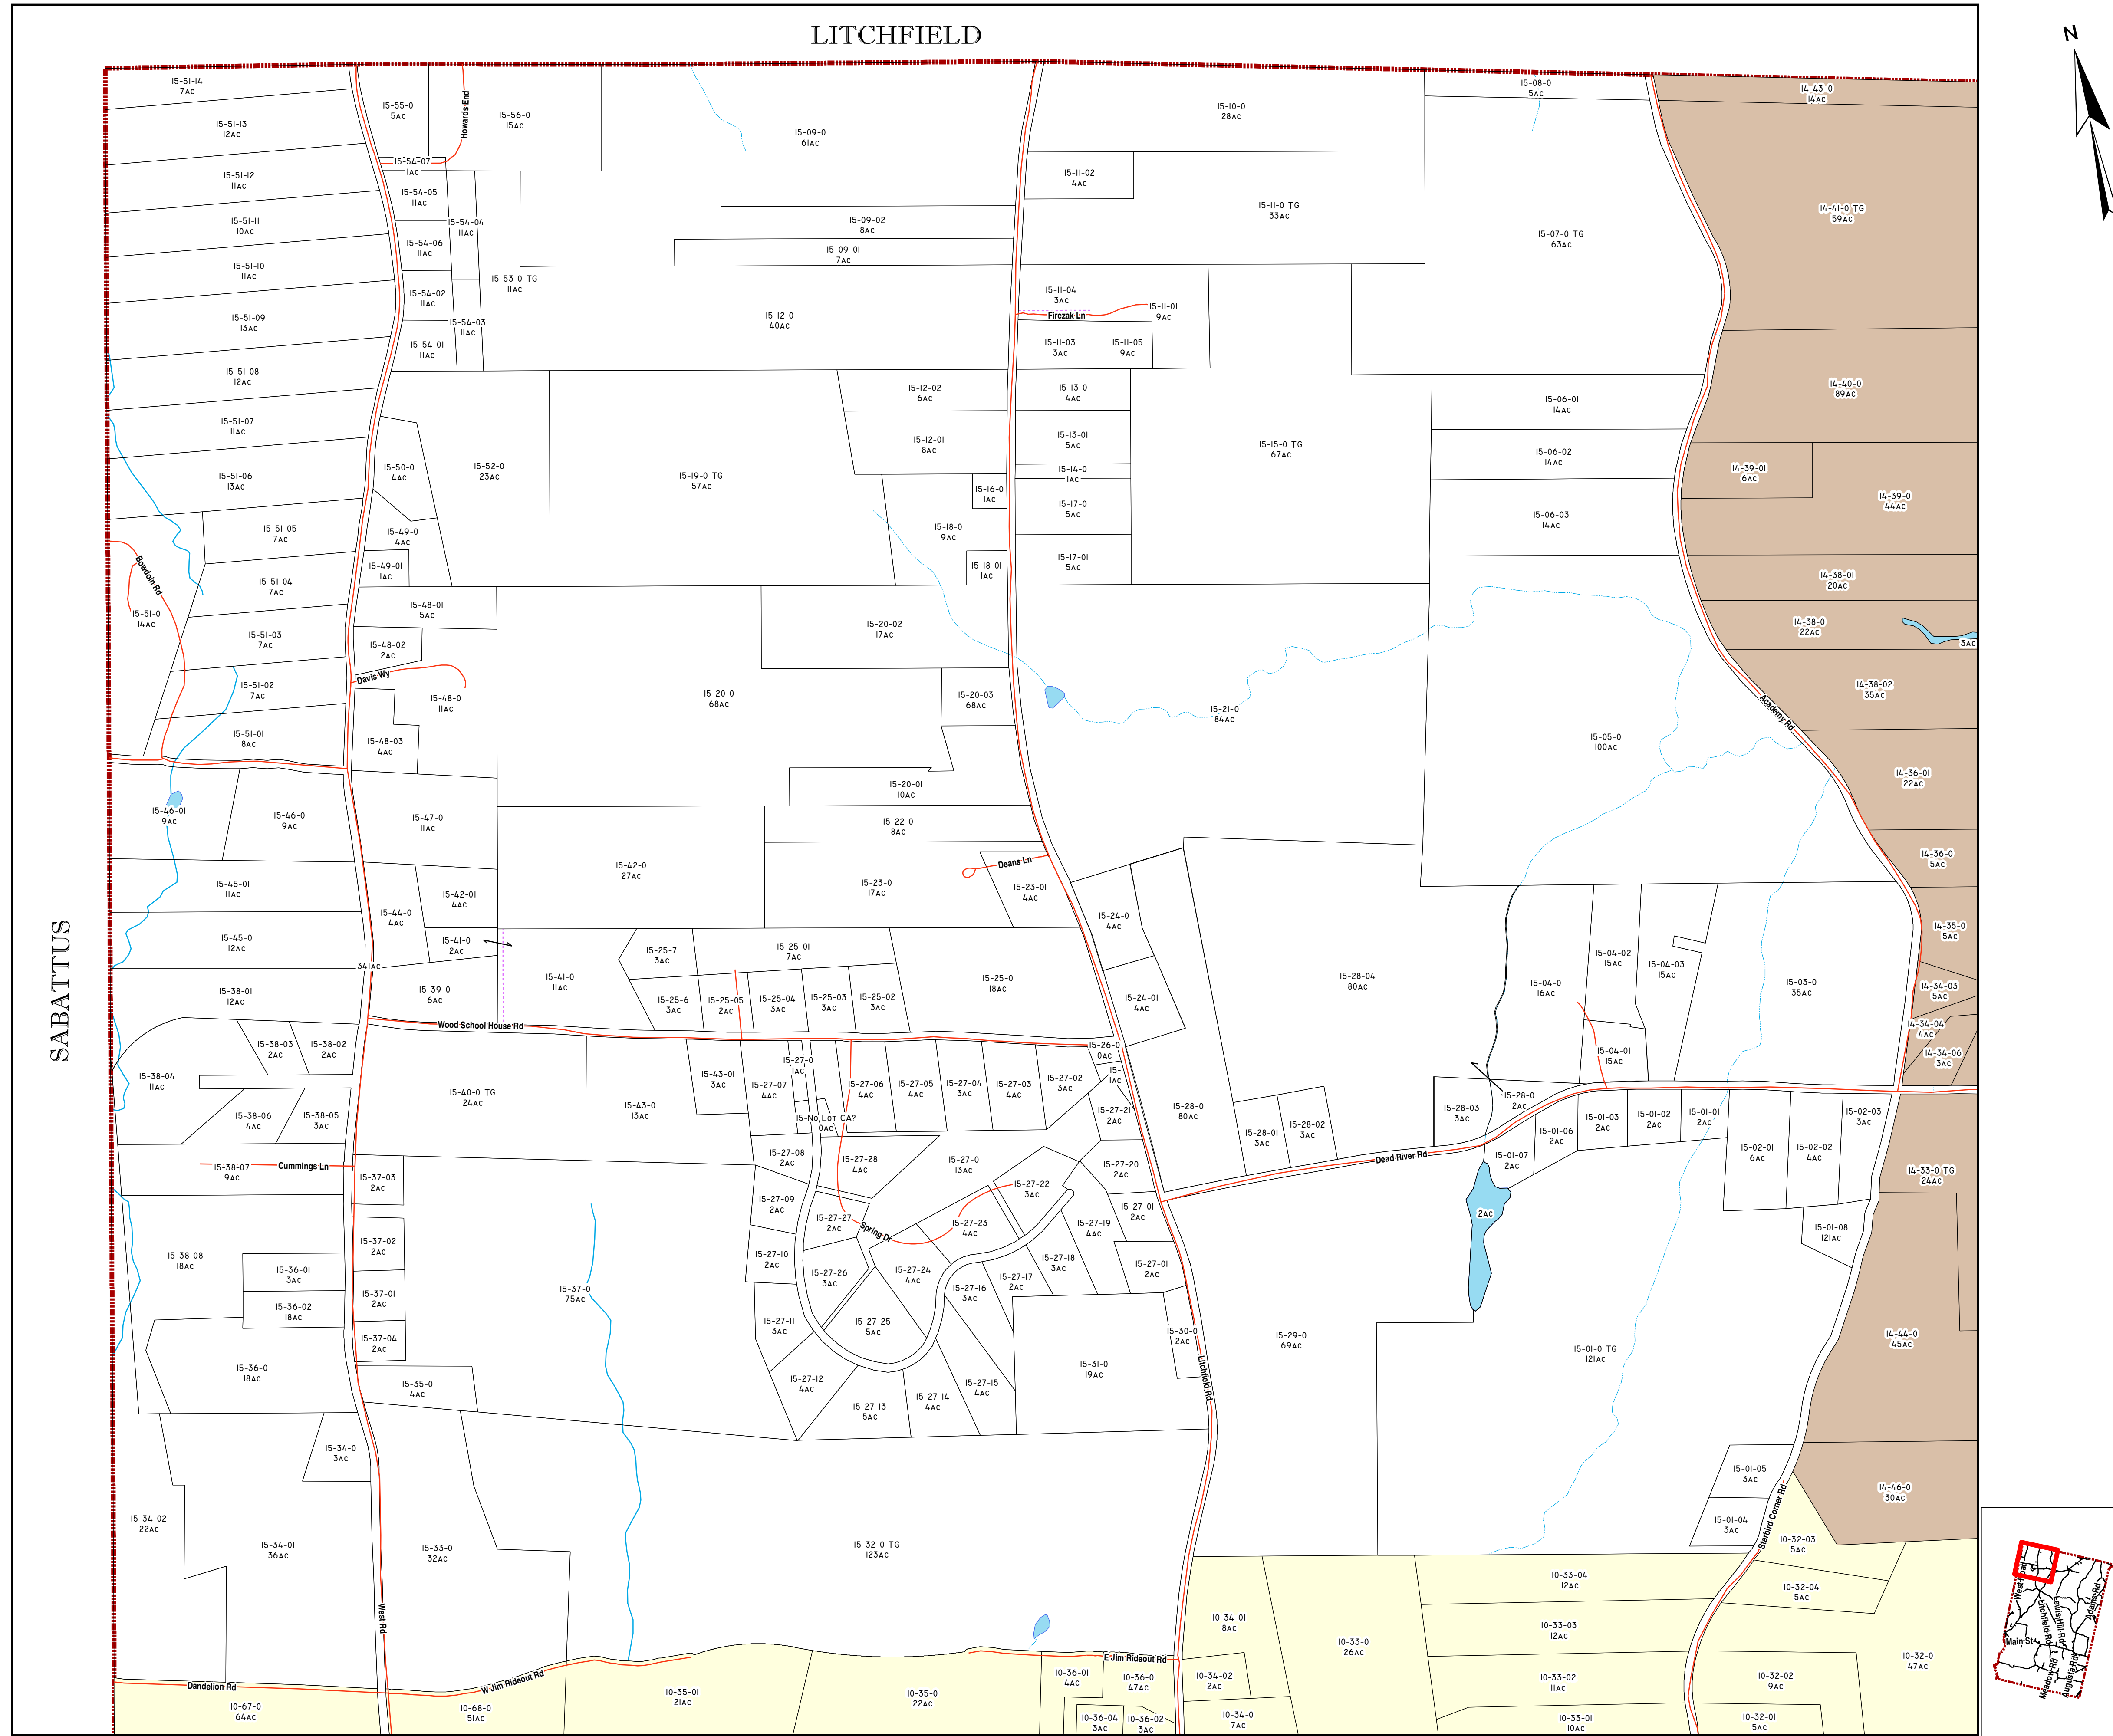 LITCHFIELD
N
15-51-14
7AC
15-51-13
12AC
15-51-12
11AC
15-51-11
10AC
15-51-10
11AC
15-51-09
13AC
15-51-08
12AC
15-51-07
11AC
15-51-06
13AC
15-51-05
7AC
15-51-04
7AC
15-51-03
7AC
15-51-02
7AC
15-51-01
8AC
Bowdoin Rd
15-51-0
14AC
15-55-0
5AC
Howards End
15-56-0
15AC
15-54-07
1AC
15-54-05
11AC
15-54-04
11AC
15-54-06
11AC
15-54-02
11AC
15-54-03
11AC
15-54-01
11AC
15-53-0 TG
11AC
15-09-0
61AC
15-09-02
8AC
15-09-01
7AC
15-12-0
40AC
15-10-0
28AC
15-11-02
4AC
15-11-0 TG
33AC
15-11-04
3AC
Firczak Ln
15-11-01
9AC
15-11-03
3AC
15-11-05
9AC
15-08-0
5AC
15-07-0 TG
63AC
14-43-0
14AC
14-41-0 TG
59AC
14-40-0
89AC
15-50-0
4AC
15-52-0
23AC
15-49-0
4AC
15-49-01
1AC
15-19-0 TG
57AC
15-12-02
6AC
15-12-01
8AC
15-16-0
1AC
15-18-0
9AC
15-18-01
1AC
15-13-0
4AC
15-13-01
5AC
15-14-0
1AC
15-17-0
5AC
15-17-01
5AC
15-15-0 TG
67AC
15-06-01
14AC
15-06-02
14AC
15-06-03
14AC
14-39-01
6AC
14-39-0
44AC
14-38-01
20AC
14-38-0
22AC
3AC
14-38-02
35AC
15-48-01
5AC
15-48-02
2AC
Davis Wy
15-48-0
11AC
15-48-03
4AC
15-20-02
17AC
15-20-0
68AC
15-20-03
68AC
15-20-01
10AC
15-21-0
84AC
15-05-0
100AC
Academy Rd
14-36-01
22AC
14-36-0
5AC
15-46-01
9AC
15-46-0
9AC
15-47-0
11AC
15-45-01
11AC
15-45-0
12AC
15-44-0
4AC
15-42-01
4AC
15-41-0
2AC
341AC
15-42-0
27AC
15-22-0
8AC
15-23-0
17AC
Deans Ln
15-23-01
4AC
15-24-0
4AC
15-24-01
4AC
15-28-04
80AC
15-04-0
16AC
15-04-02
15AC
15-04-03
15AC
15-04-01
15AC
15-03-0
35AC
14-35-0
5AC
14-34-03
5AC
14-34-04
4AC
14-34-06
3AC
SABATTUS
15-38-01
12AC
15-39-0
6AC
15-41-0
11AC
15-25-7
3AC
15-25-01
7AC
15-25-6
3AC
15-25-05
2AC
15-25-04
3AC
15-25-03
3AC
15-25-02
3AC
15-25-0
18AC
Wood School House Rd
15-38-03
2AC
15-38-02
2AC
15-38-04
11AC
15-38-06
4AC
15-38-05
3AC
15-40-0 TG
24AC
15-43-0
13AC
15-43-01
3AC
15-27-07
4AC
15-27-0
1AC
15-27-06
4AC
15-27-05
4AC
15-27-04
3AC
15-27-03
4AC
15-27-02
3AC
15-26-0
0AC
15-
1AC
15-27-21
2AC
15-No Lot CA?
0AC
15-28-0
80AC
15-28-01
3AC
15-28-02
3AC
15-28-03
3AC
15-28-0
2AC
15-01-06
2AC
15-01-03
2AC
15-01-02
2AC
15-01-01
2AC
15-01-07
2AC
15-02-01
6AC
15-02-02
4AC
15-02-03
3AC
Dead River Rd
15-38-07
9AC
Cummings Ln
15-37-03
2AC
15-27-08
2AC
15-27-28
4AC
15-27-0
13AC
15-27-20
2AC
15-27-22
3AC
15-27-09
2AC
15-27-27
2AC
Spring Dr
15-27-23
4AC
15-27-19
4AC
15-27-01
2AC
14-33-0 TG
24AC
2AC
15-01-08
121AC
15-38-08
18AC
15-37-02
2AC
15-27-10
2AC
15-27-26
3AC
15-27-24
4AC
15-27-18
3AC
15-27-17
2AC
15-27-16
3AC
15-27-01
2AC
15-36-01
3AC
15-36-02
18AC
15-37-01
2AC
15-37-04
2AC
15-37-0
75AC
15-27-11
3AC
15-27-25
5AC
15-30-0
2AC
15-29-0
69AC
15-01-0 TG
121AC
14-44-0
45AC
15-36-0
18AC
15-35-0
4AC
15-27-12
4AC
15-27-13
5AC
15-27-14
4AC
15-27-15
4AC
15-31-0
19AC
Litchfield Rd
15-34-0
3AC
15-34-02
22AC
15-34-01
36AC
15-33-0
32AC
West Rd
15-32-0 TG
123AC
15-01-05
3AC
15-01-04
3AC
Starbird Corner Rd
14-46-0
30AC
10-32-03
5AC
10-32-04
5AC
10-33-04
12AC
10-33-03
12AC
10-33-02
11AC
10-33-01
10AC
10-34-01
8AC
10-33-0
26AC
10-34-02
2AC
10-34-0
7AC
10-32-02
9AC
10-32-01
5AC
10-32-0
47AC
Dandelion Rd
W Jim Rideout Rd
E Jim Rideout Rd
10-67-0
64AC
10-68-0
51AC
10-35-01
21AC
10-35-0
22AC
10-36-01
4AC
10-36-0
47AC
10-36-04
3AC
10-36-02
3AC
West Road
Litchfield Rd
Lewis Hill Rd
Adams Rd
Main St
Meadow Rd
Augusta Rd